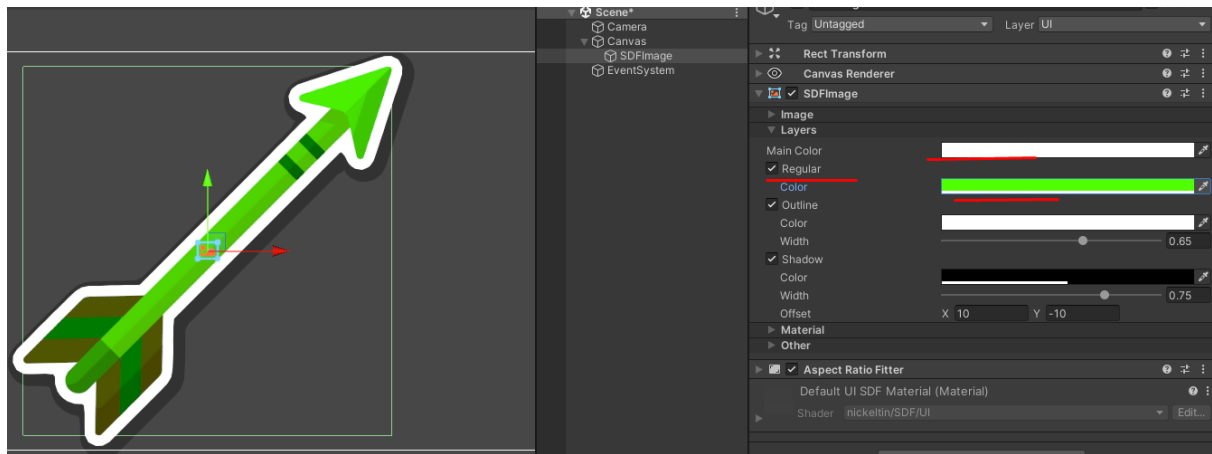 Scene*
Camera
Canvas
SDFImage
EventSystem
Tag Untagged Layer UI
Rect Transform
Canvas Renderer
SDFImage
Image
Layers
Main Color
Regular
Color
Outline
Color
Width 0.65
Shadow
Color
Width 0.75
Offset X 10 Y -10
Material
Other
Aspect Ratio Fitter
Default UI SDF Material (Material)
Shader nickeltin/SDF/UI Edit...